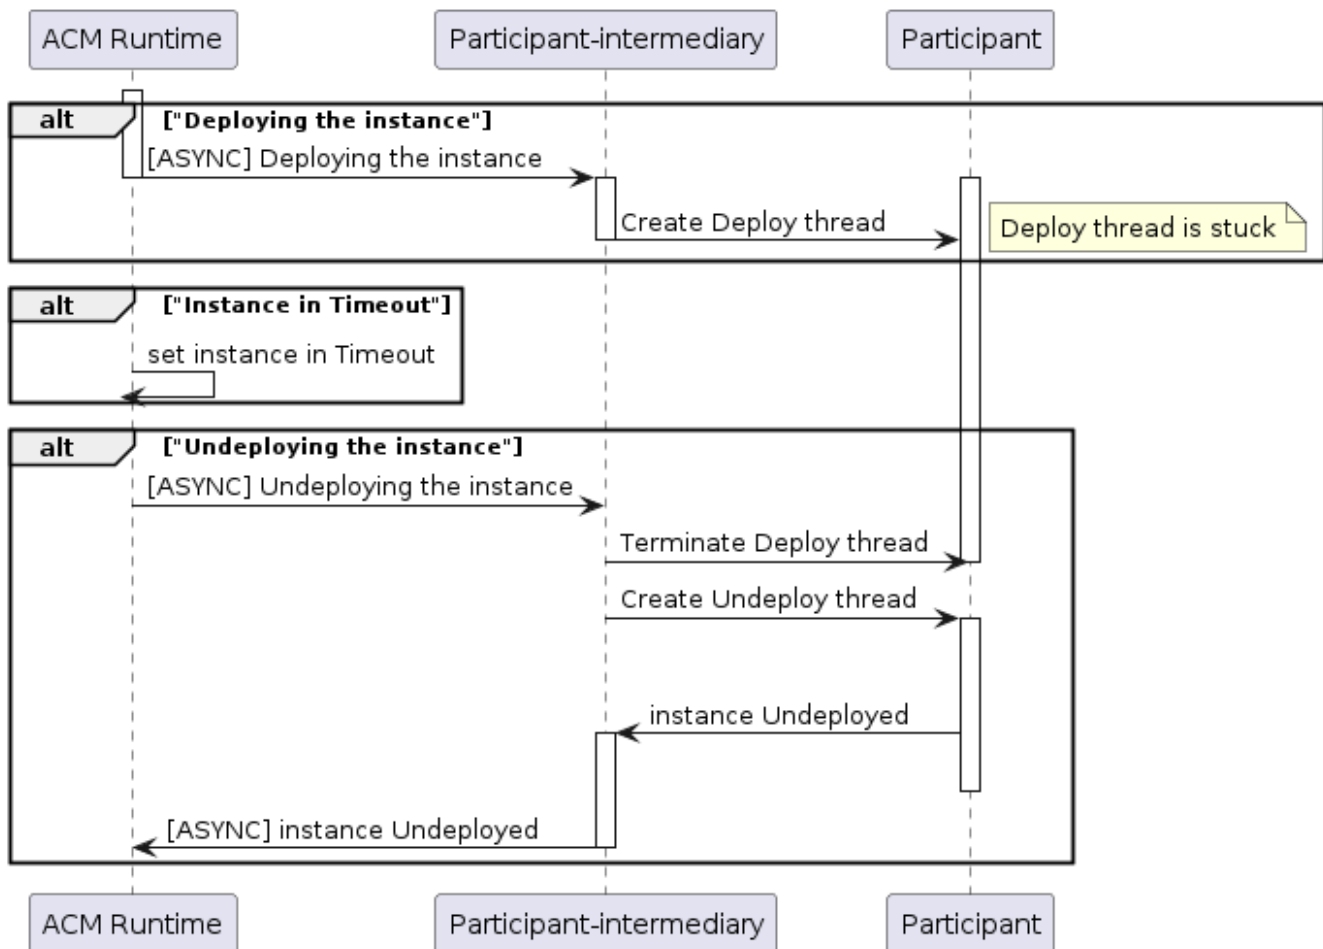 ACM Runtime
Participant-intermediary
Participant
alt
["Deploying the instance"]
[ASYNC] Deploying the instance
Create Deploy thread
Deploy thread is stuck
alt
["Instance in Timeout"]
set instance in Timeout
alt
["Undeploying the instance"]
[ASYNC] Undeploying the instance
Terminate Deploy thread
Create Undeploy thread
instance Undeployed
[ASYNC] instance Undeployed
ACM Runtime
Participant-intermediary
Participant